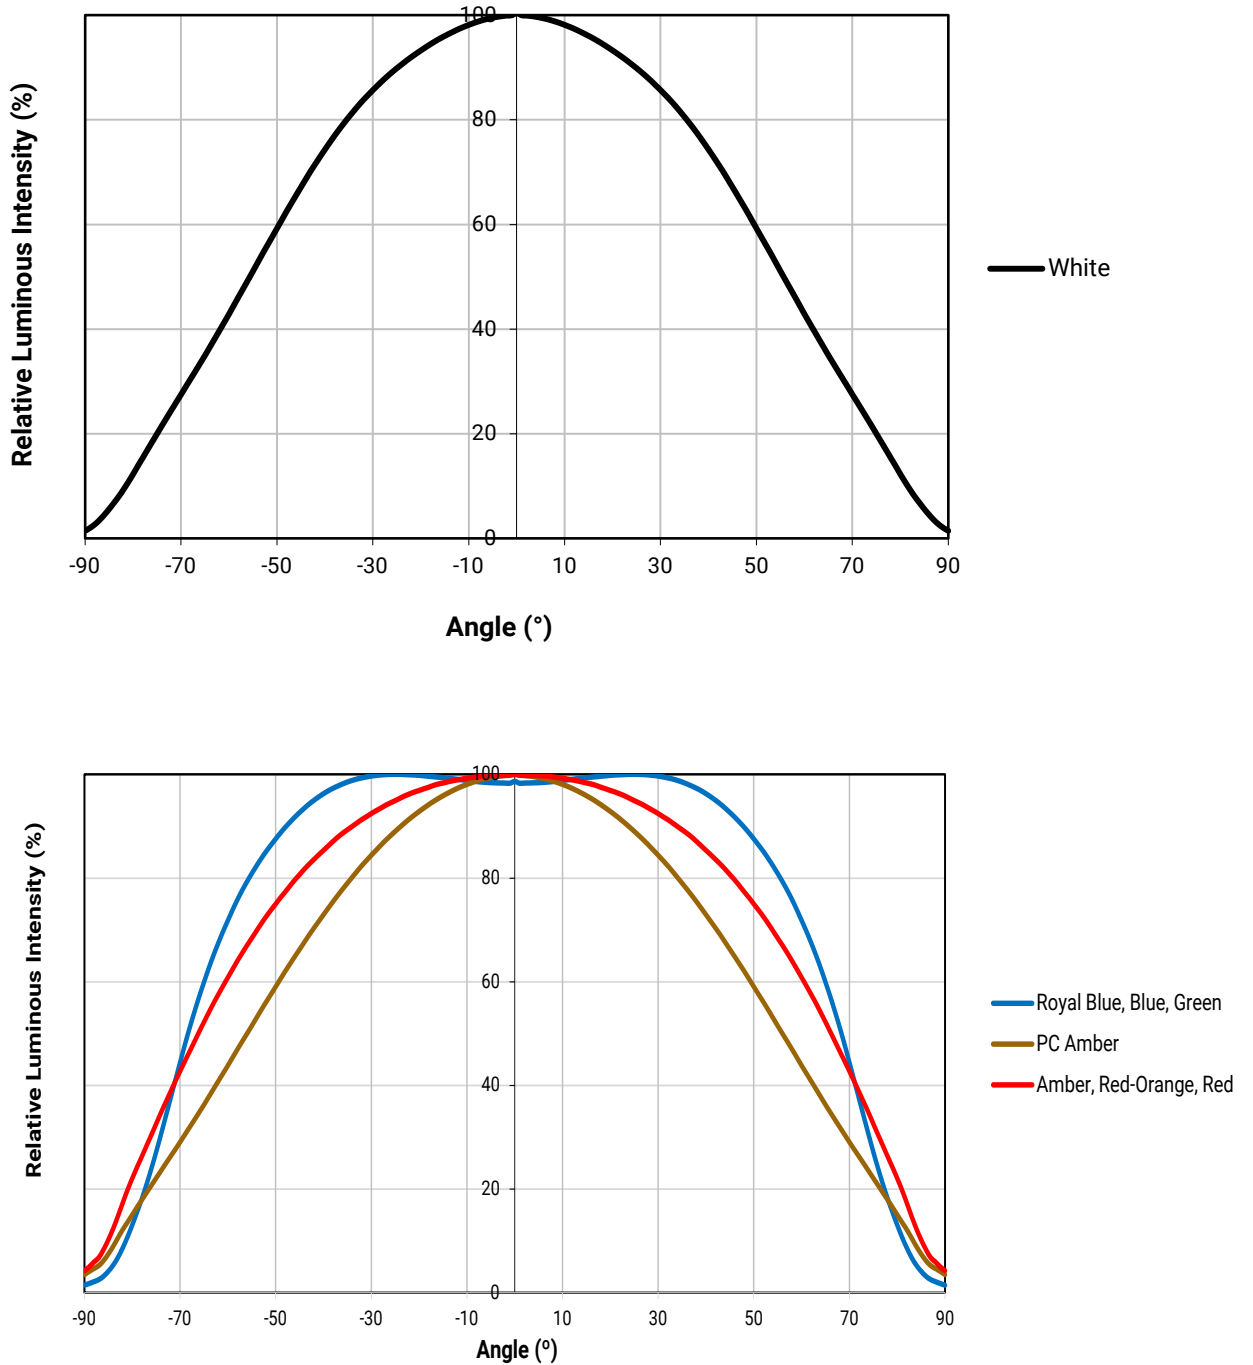 Relative Luminous Intensity (%)
100
80
60
40
20
0
-90 -70 -50 -30 -10 10 30 50 70 90
Angle (°)
White
Relative Luminous Intensity (%)
100
80
60
40
20
0
-90 -70 -50 -30 -10 10 30 50 70 90
Angle (º)
Royal Blue, Blue, Green
PC Amber
Amber, Red-Orange, Red